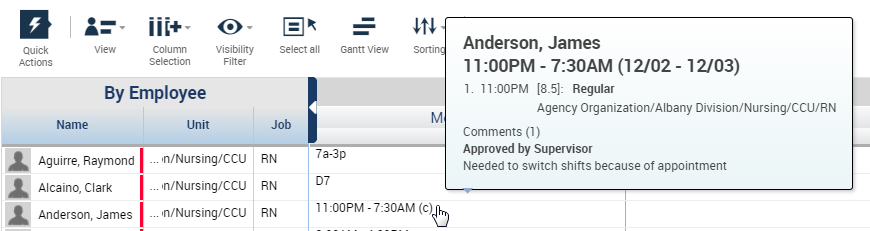 Quick
Actions
View
Column
Selection
Visibility
Filter
Select all
Gantt View
Sorting
By Employee
Name Unit Job
Aguirre, Raymond ...on/Nursing/CCU RN 7a-3p
Alcaino, Clark ...on/Nursing/CCU RN D7
Anderson, James ...on/Nursing/CCU RN 11:00PM - 7:30AM (c)
Anderson, James
11:00PM - 7:30AM (12/02 - 12/03)
1. 11:00PM [8.5]: Regular
Agency Organization/Albany Division/Nursing/CCU/RN
Comments (1)
Approved by Supervisor
Needed to switch shifts because of appointment